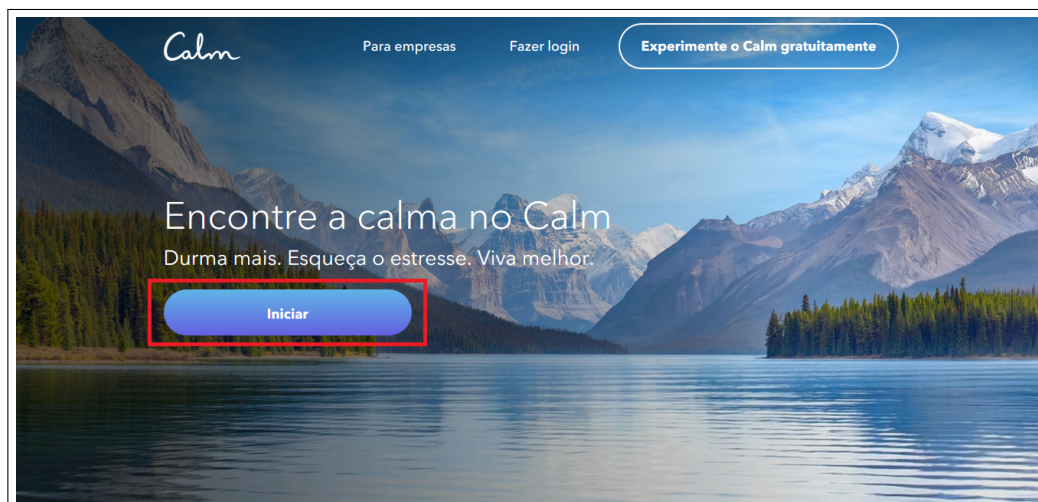 Calm
Para empresas
Fazer login
Experimente o Calm gratuitamente
Encontre a calma no Calm
Durma mais. Esqueça o estresse. Viva melhor.
Iniciar